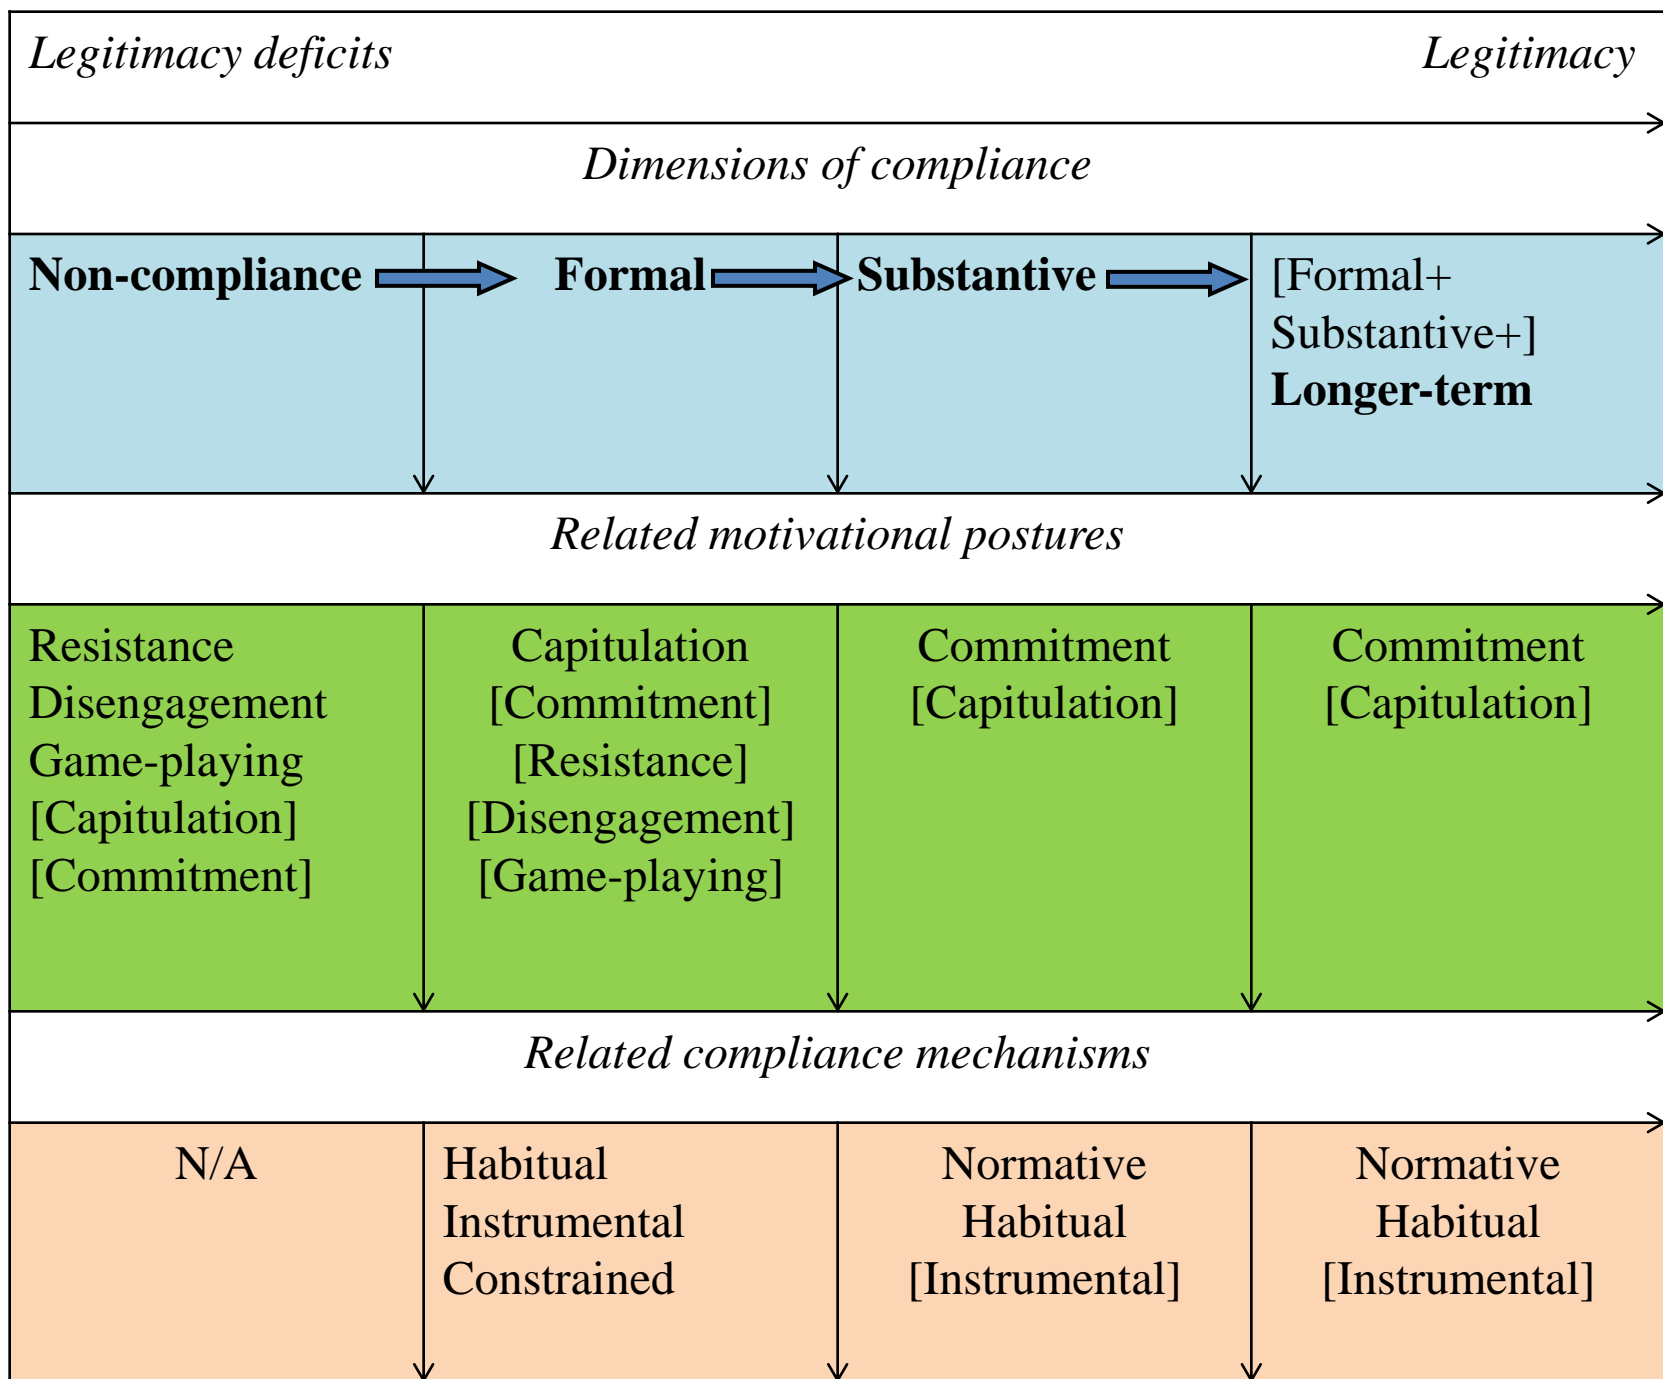 Legitimacy deficits Legitimacy
Dimensions of compliance
Non-compliance
Formal
Substantive
[Formal+
Substantive+]
Longer-term
Related motivational postures
Resistance
Disengagement
Game-playing
[Capitulation]
[Commitment]
Capitulation
[Commitment]
[Resistance]
[Disengagement]
[Game-playing]
Commitment
[Capitulation]
Commitment
[Capitulation]
Related compliance mechanisms
N/A
Habitual
Instrumental
Constrained
Normative
Habitual
[Instrumental]
Normative
Habitual
[Instrumental]